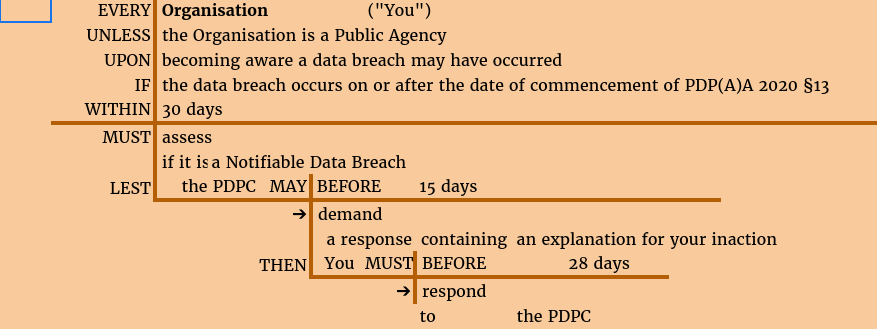 EVERY Organisation ("You")
UNLESS the Organisation is a Public Agency
UPON becoming aware a data breach may have occurred
IF the data breach occurs on or after the date of commencement of PDP(A)A 2020 §13
WITHIN 30 days
MUST assess
if it is a Notifiable Data Breach
LEST the PDPC MAY BEFORE 15 days
➔ demand
a response containing an explanation for your inaction
THEN You MUST BEFORE 28 days
➔ respond
to the PDPC